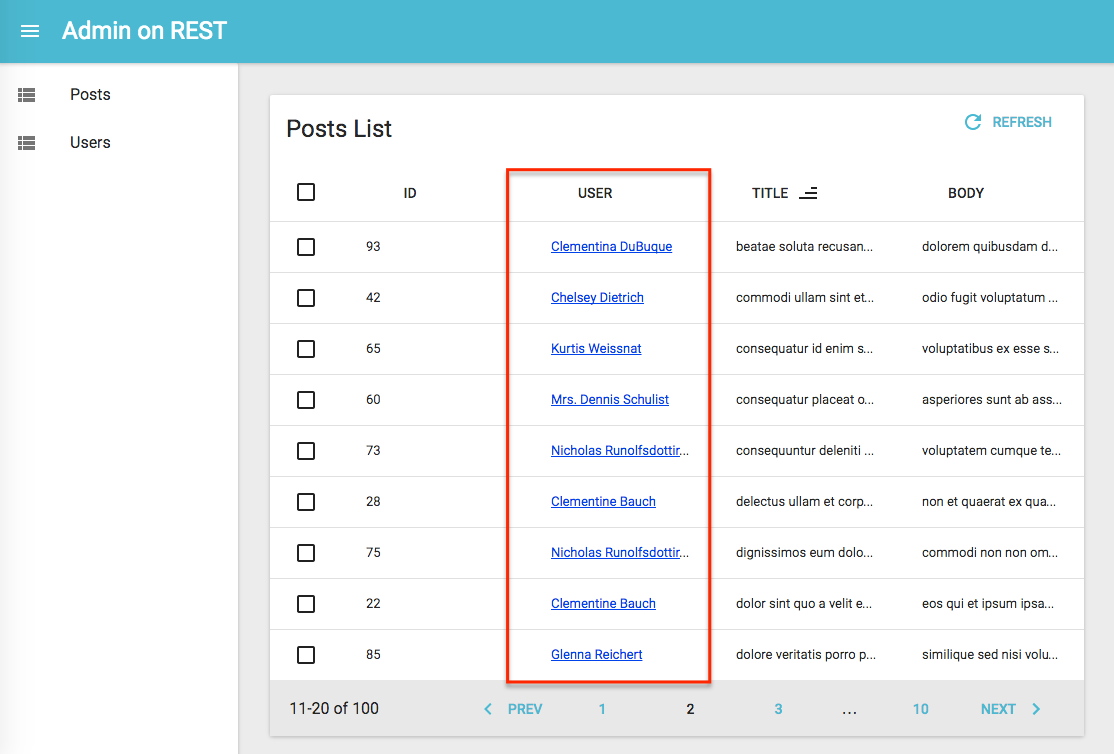 Admin on REST
Posts
Users
Posts List
REFRESH
ID USER TITLE BODY
93 Clementina DuBuque beatae soluta recusan... dolorem quibusdam d...
42 Chelsey Dietrich commodi ullam sint et... odio fugit voluptatum ...
65 Kurtis Weissnat consequatur id enim s... voluptatibus ex esse s...
60 Mrs. Dennis Schulist consequatur placeat o... asperiores sunt ab ass...
73 Nicholas Runolfsdottir... consequuntur deleniti ... voluptatem cumque te...
28 Clementine Bauch delectus ullam et corp... non et quaerat ex qua...
75 Nicholas Runolfsdottir... dignissimos eum dolo... commodi non non om...
22 Clementine Bauch dolor sint quo a velit e... eos qui et ipsum ipsa...
85 Glenna Reichert dolore veritatis porro p... similique sed nisi volu...
11-20 of 100 PREV 1 2 3 ... 10 NEXT